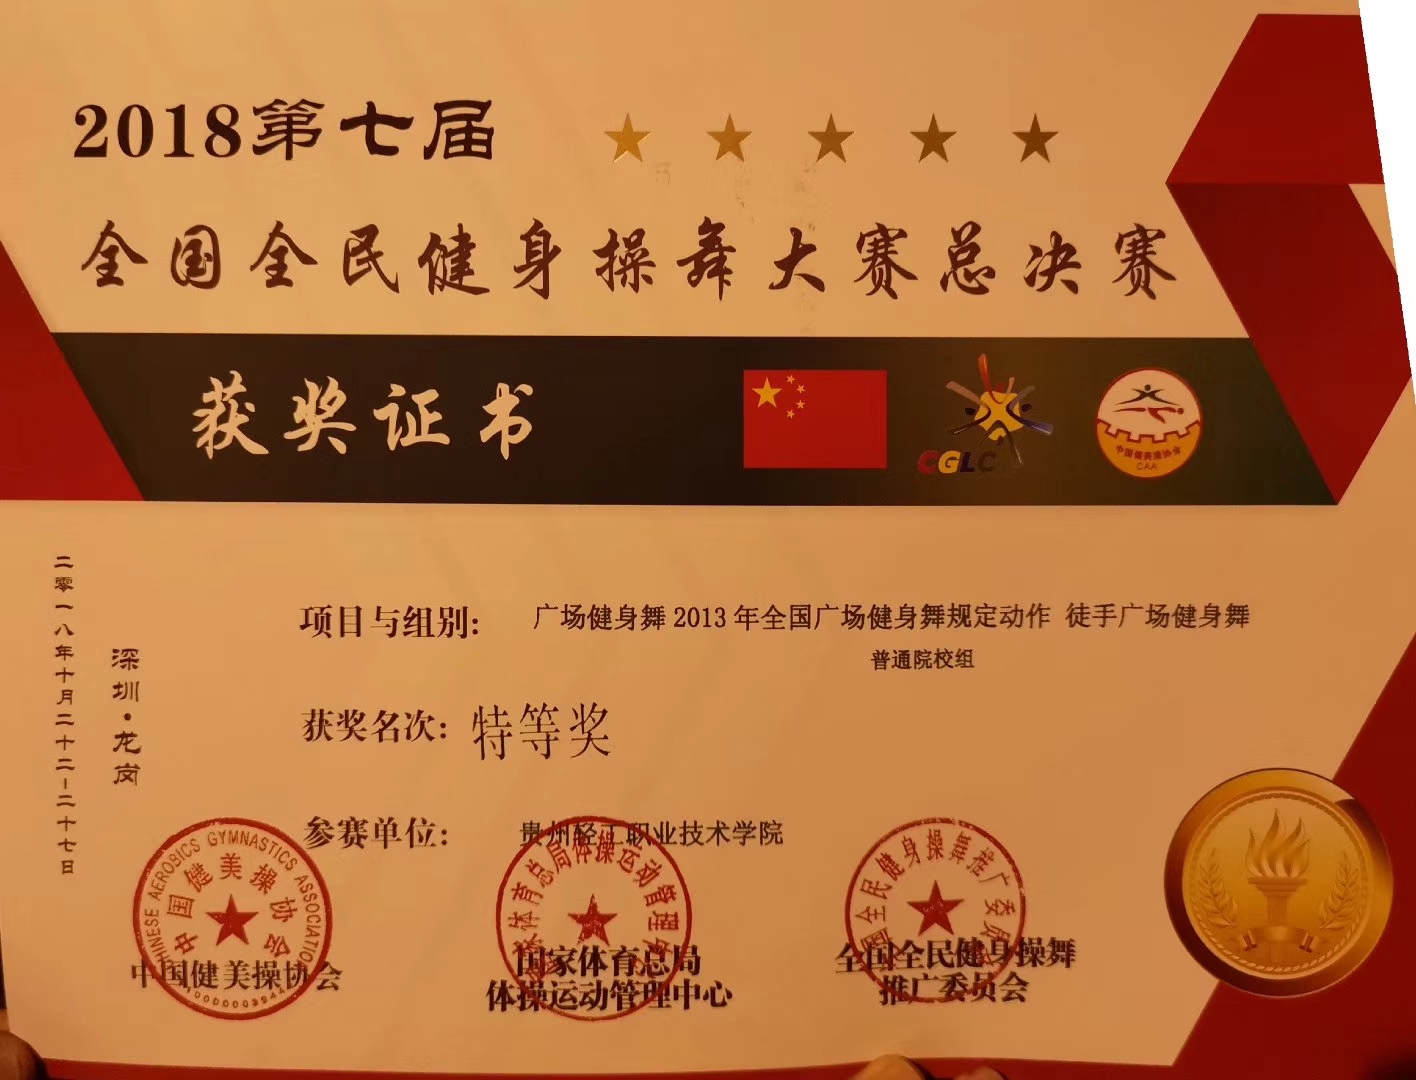 2018第七届
全国全民健身操舞大赛总决赛
获奖证书
CGLC
中国健美操协会
CAA
二零一八年十月二十二-二十七日
深圳·龙岗
项目与组别: 广场健身舞 2013 年全国广场健身舞规定动作 徒手广场健身舞
普通院校组
获奖名次: 特等奖
参赛单位: 贵州轻工职业技术学院
CHINESE AEROBICS GYMNASTICS ASSOCIATION
中国健美操协会
中国健美操协会
国家体育总局体操运动管理中心
国家体育总局
体操运动管理中心
全国全民健身操舞推广委员会
全国全民健身操舞
推广委员会